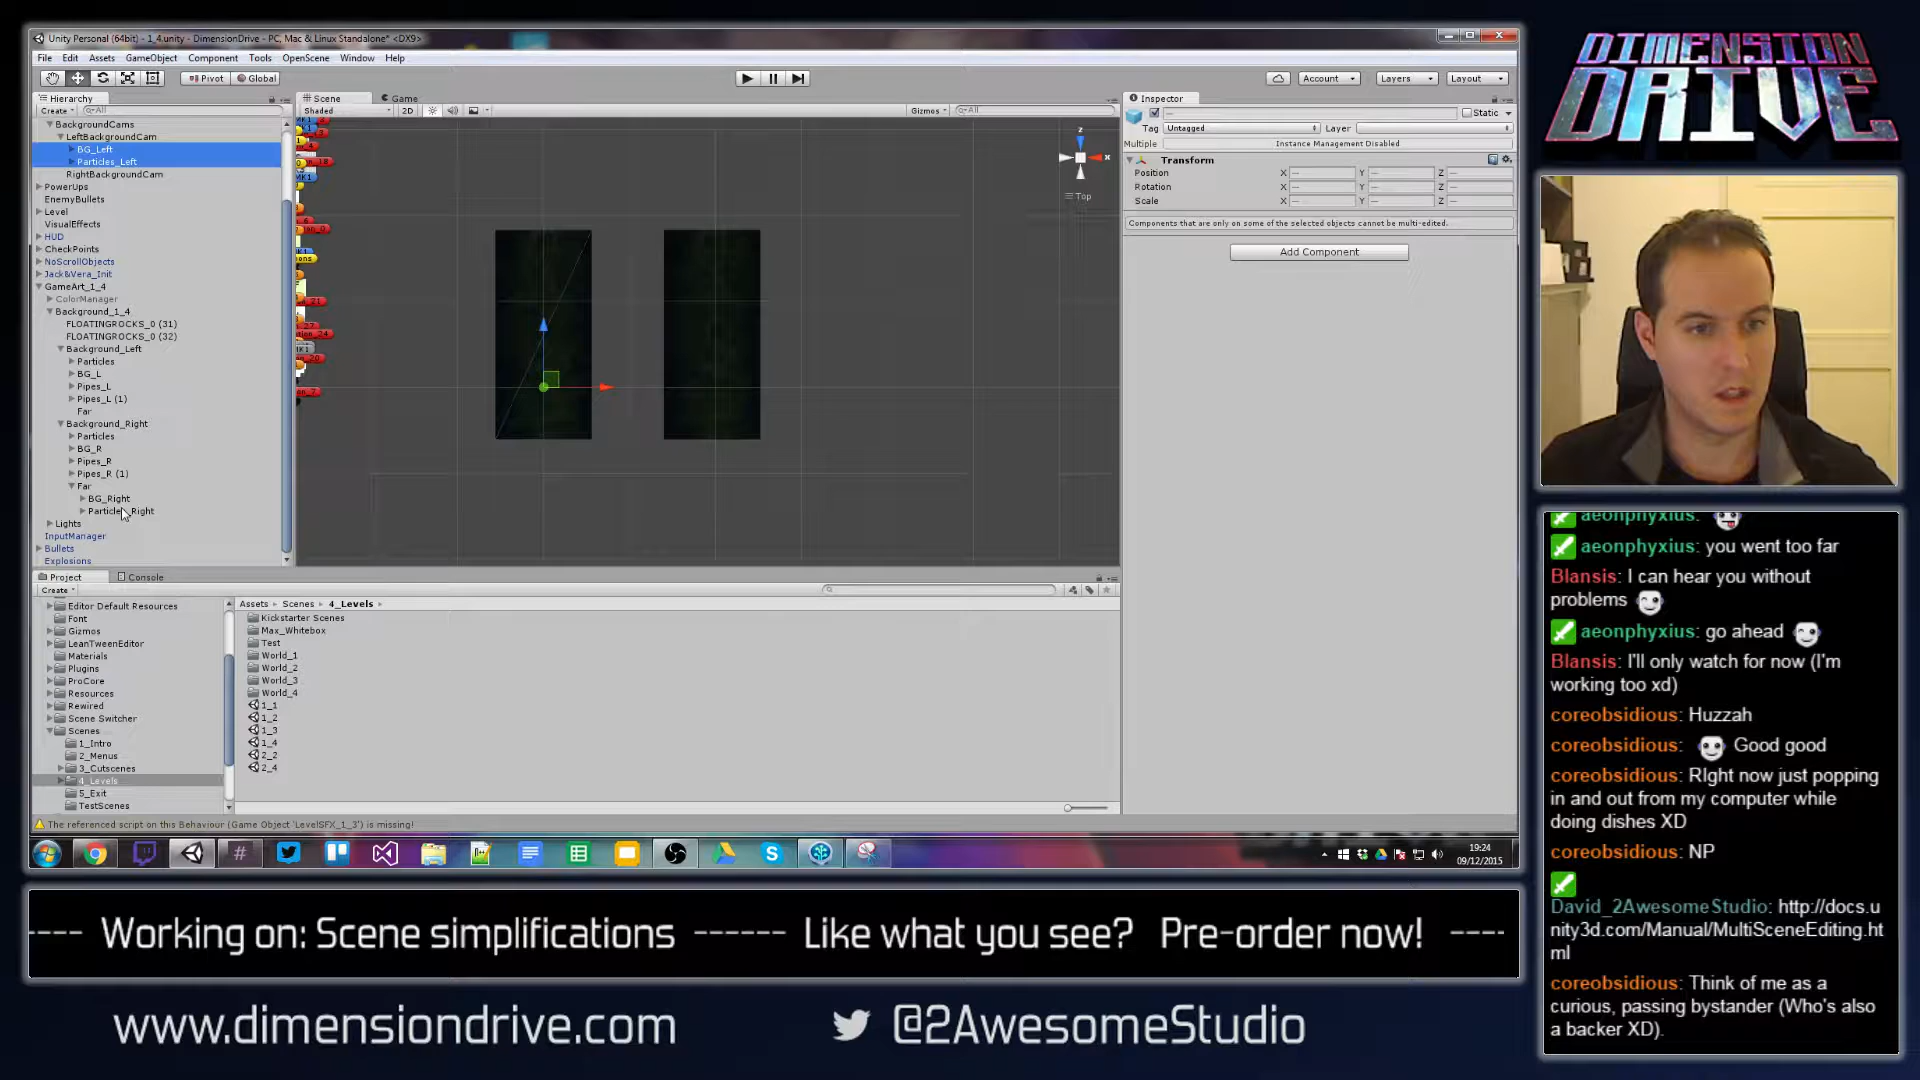 Unity Personal (64bit) - 1_4.unity - DimensionDrive - PC, Mac & Linux Standalone* <DX9>
File Edit Assets GameObject Component Tools OpenScene Window Help
Pivot Global Account Layers Layout
Hierarchy
Create All
BackgroundCams
LeftBackgroundCam
BG_Left
Particles_Left
RightBackgroundCam
PowerUps
EnemyBullets
Level
VisualEffects
HUD
CheckPoints
NoScrollObjects
Jack&Vera_Init
GameArt_1_4
ColorManager
Background_1_4
FLOATINGROCKS_0 (31)
FLOATINGROCKS_0 (32)
Background_Left
Particles
BG_L
Pipes_L
Pipes_L (1)
Far
Background_Right
Particles
BG_R
Pipes_R
Pipes_R (1)
Far
BG_Right
Lights
InputManager
Bullets
Explosions
Scene Game
Shaded 2D Gizmos All
z
x
Top
Inspector
Static
Tag Untagged Layer
Multiple Instance Management Disabled
Transform
Position X Y Z
Rotation X Y Z
Scale X Y Z
Components that are only on some of the selected objects cannot be multi-edited.
Add Component
Project Console
Create
Editor Default Resources
Font
Gizmos
LeanTweenEditor
Materials
Plugins
ProCore
Resources
Rewired
Scene Switcher
Scenes
1_Intro
2_Menus
3_Cutscenes
4_Levels
5_Exit
TestScenes
Assets Scenes 4_Levels
Kickstarter Scenes
Max_Whitebox
Test
World_1
World_2
World_3
World_4
1_1
1_2
1_3
1_4
2_2
2_4
The referenced script on this Behaviour (Game Object 'LevelSFX_1_3') is missing!
19:24
09/12/2015
DIMENSION
DRIVE
aeonphyxius:
aeonphyxius: you went too far
Blansis: I can hear you without
problems
aeonphyxius: go ahead
Blansis: I'll only watch for now (I'm
working too xd)
coreobsidious: Huzzah
coreobsidious: Good good
coreobsidious: RIght now just popping
in and out from my computer while
doing dishes XD
coreobsidious: NP
David_2AwesomeStudio: http://docs.u
nity3d.com/Manual/MultiSceneEditing.ht
ml
coreobsidious: Think of me as a
curious, passing bystander (Who's also
a backer XD).
---- Working on: Scene simplifications ------ Like what you see? Pre-order now! ----
www.dimensiondrive.com @2AwesomeStudio